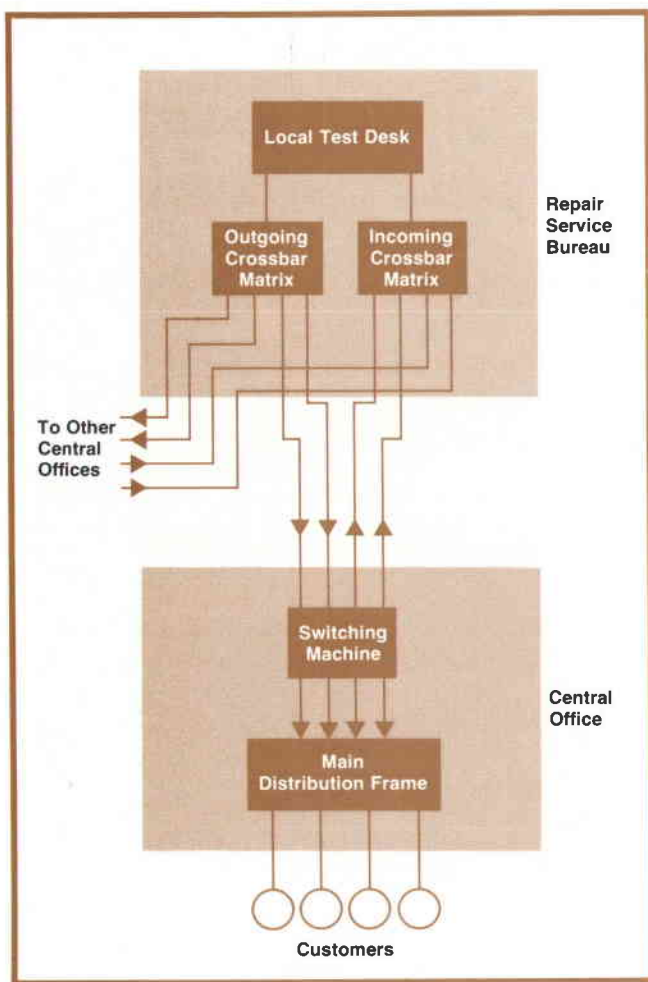 Local Test Desk
Outgoing
Crossbar
Matrix
Incoming
Crossbar
Matrix
Repair
Service
Bureau
To Other
Central
Offices
Switching
Machine
Central
Office
Main
Distribution Frame
Customers